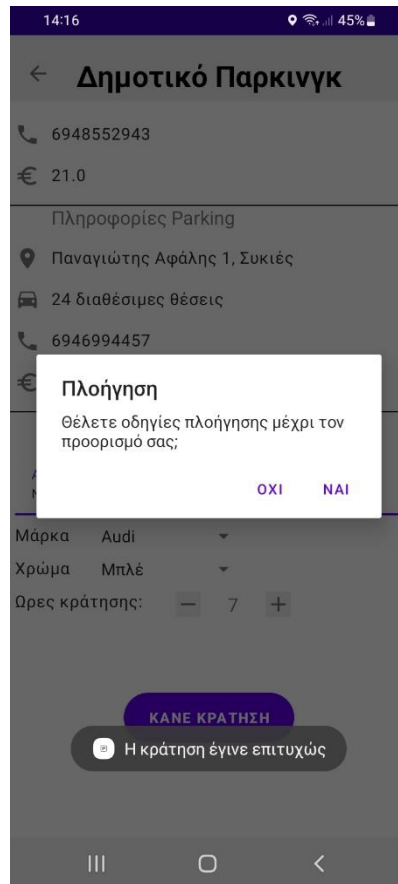 14:16
45%
Δημοτικό Παρκινγκ
6948552943
21.0
Πληροφορίες Parking
Παναγιώτης Αφάλης 1, Συκιές
24 διαθέσιμες θέσεις
6946994457
Πλοήγηση
Θέλετε οδηγίες πλοήγησης μέχρι τον
προορισμό σας;
ΟΧΙ ΝΑΙ
Μάρκα Audi
Χρώμα Μπλέ
Ωρες κράτησης: 7
ΚΑΝΕ ΚΡΑΤΗΣΗ
Η κράτηση έγινε επιτυχώς